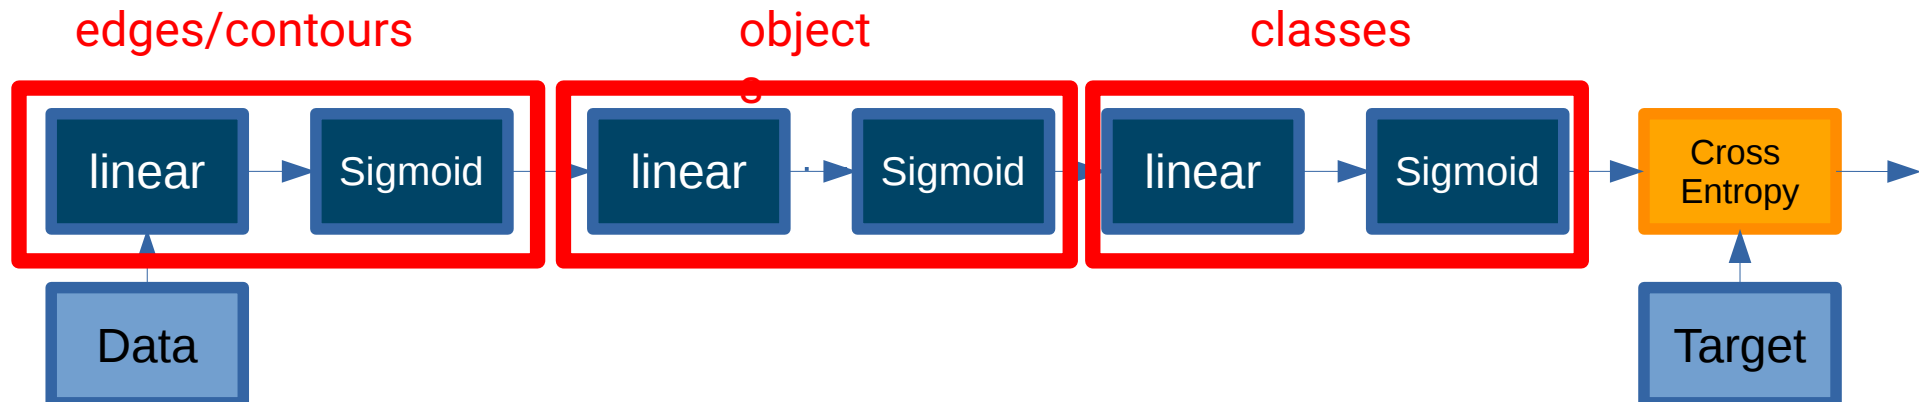 edges/contours
object
s
classes
linear
Sigmoid
linear
Sigmoid
linear
Sigmoid
Cross
Entropy
Data
Target